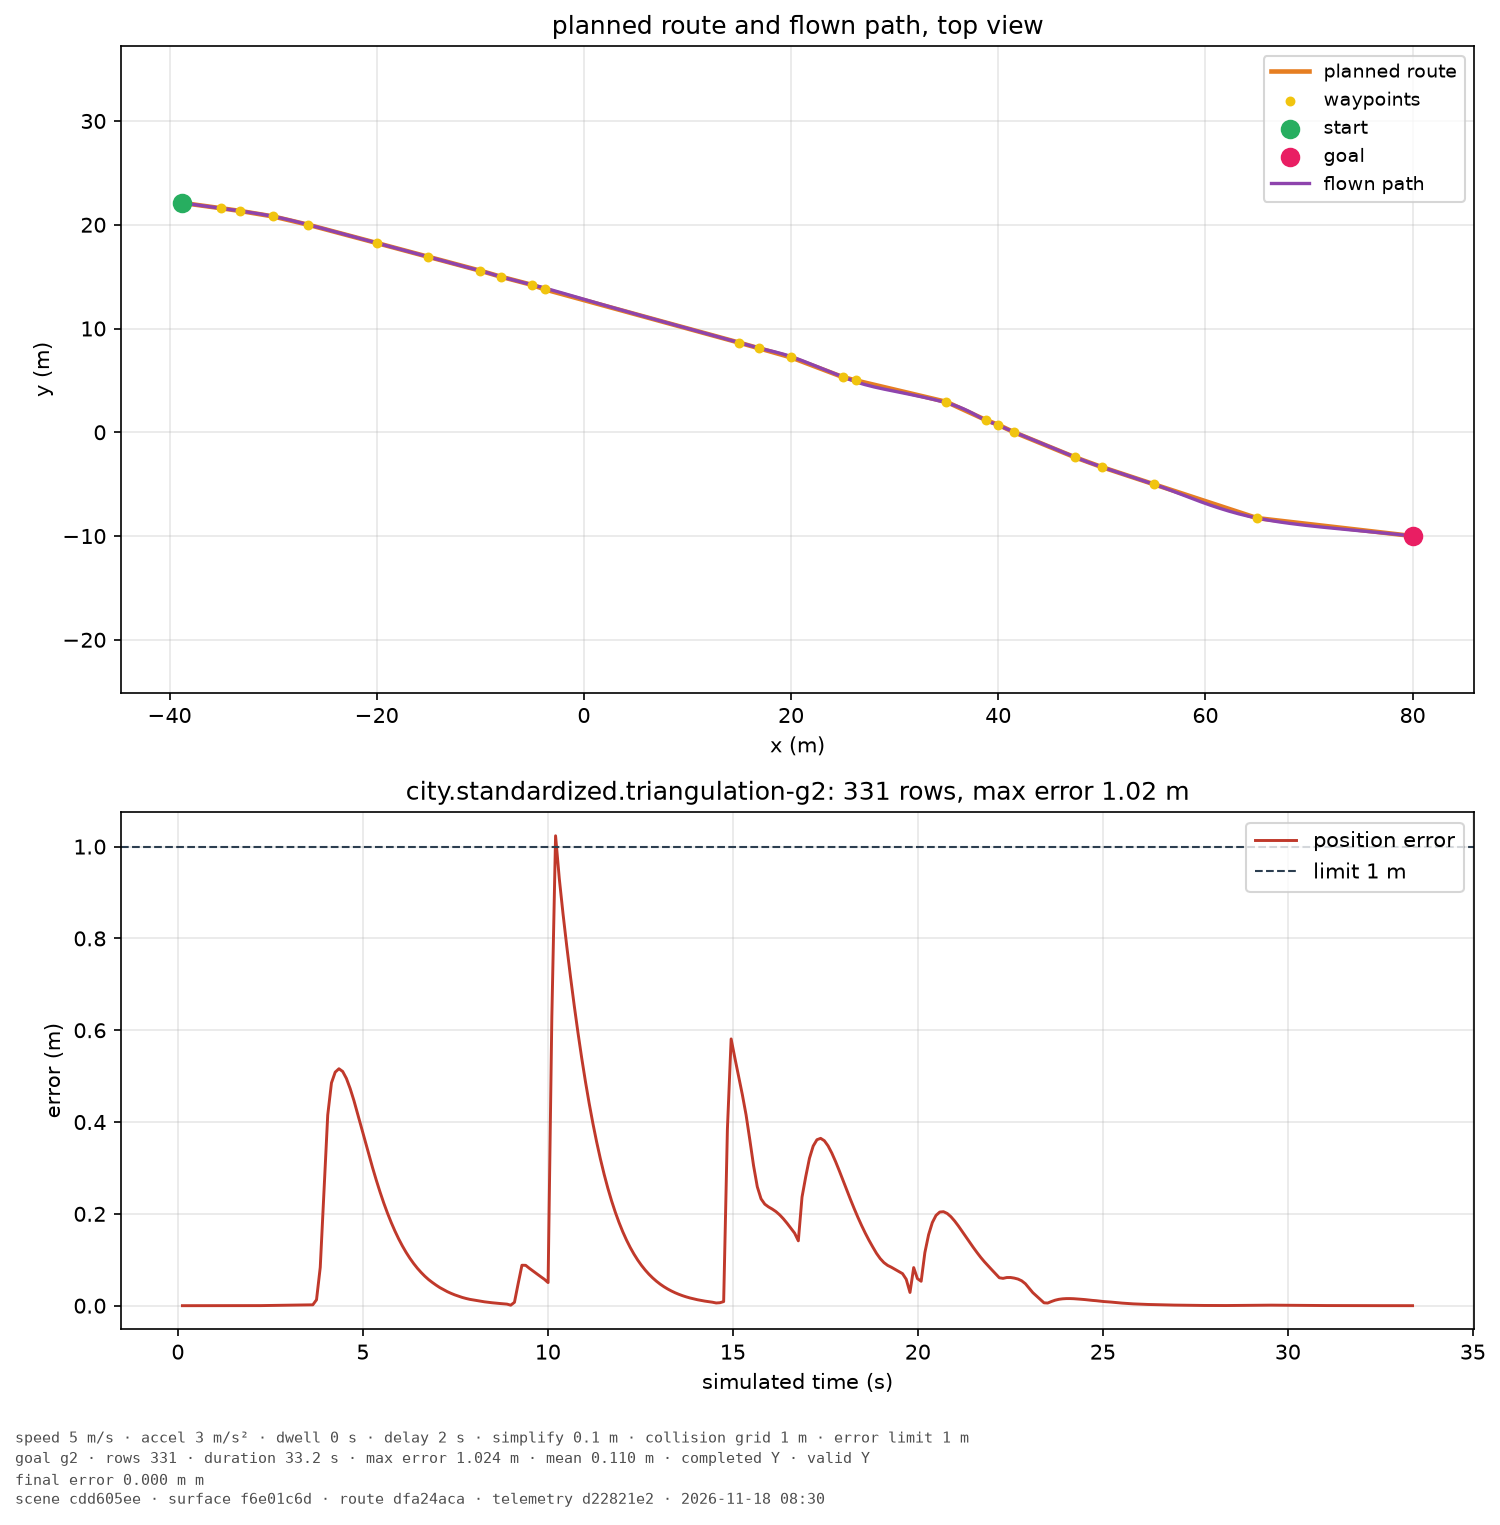 planned route and flown path, top view
planned route
waypoints
start
goal
flown path
30
20
10
0
−10
−20
y (m)
−40
−20
0
20
40
60
80
x (m)
city.standardized.triangulation-g2: 331 rows, max error 1.02 m
position error
limit 1 m
1.0
0.8
0.6
0.4
0.2
0.0
error (m)
0
5
10
15
20
25
30
35
simulated time (s)
speed 5 m/s · accel 3 m/s² · dwell 0 s · delay 2 s · simplify 0.1 m · collision grid 1 m · error limit 1 m
goal g2 · rows 331 · duration 33.2 s · max error 1.024 m · mean 0.110 m · completed Y · valid Y
final error 0.000 m m
scene cdd605ee · surface f6e01c6d · route dfa24aca · telemetry d22821e2 · 2026-11-18 08:30